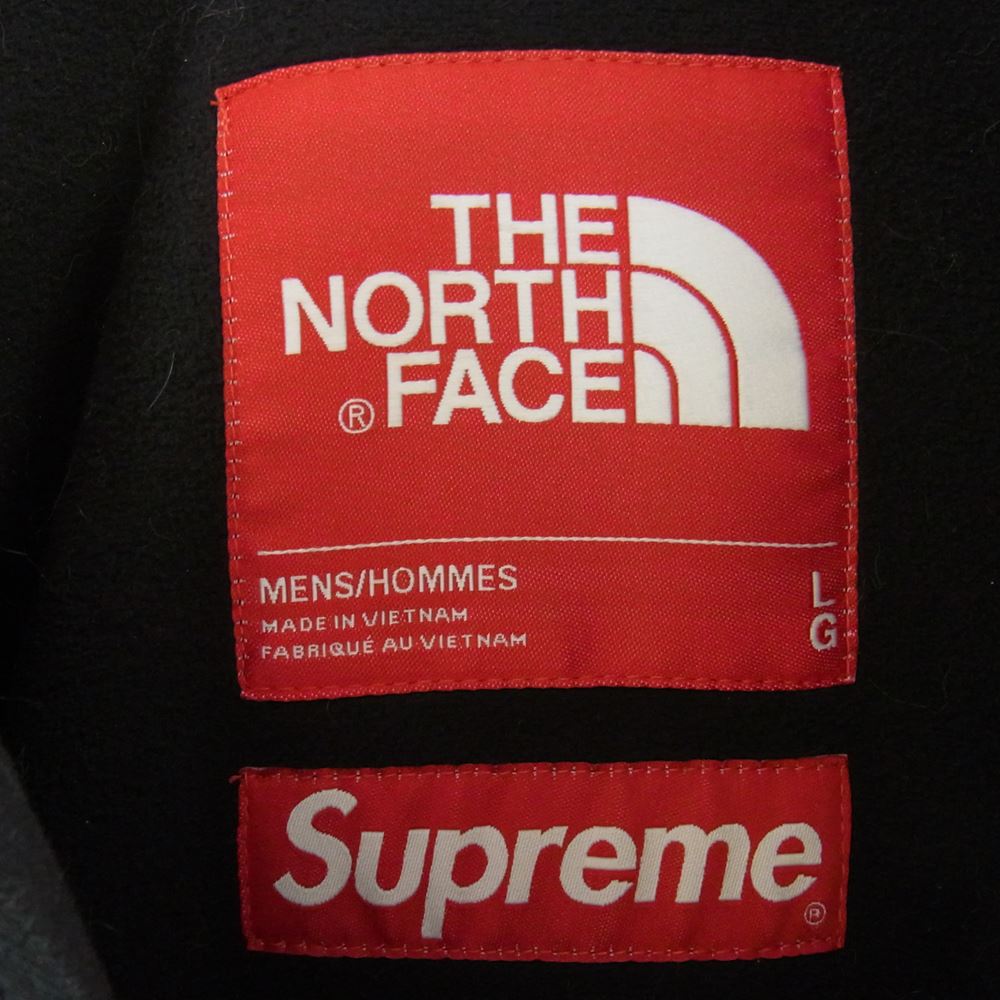 THE
NORTH
® FACE
MENS/HOMMES
MADE IN VIETNAM
FABRIQUÉ AU VIETNAM
L
G
Supreme ®